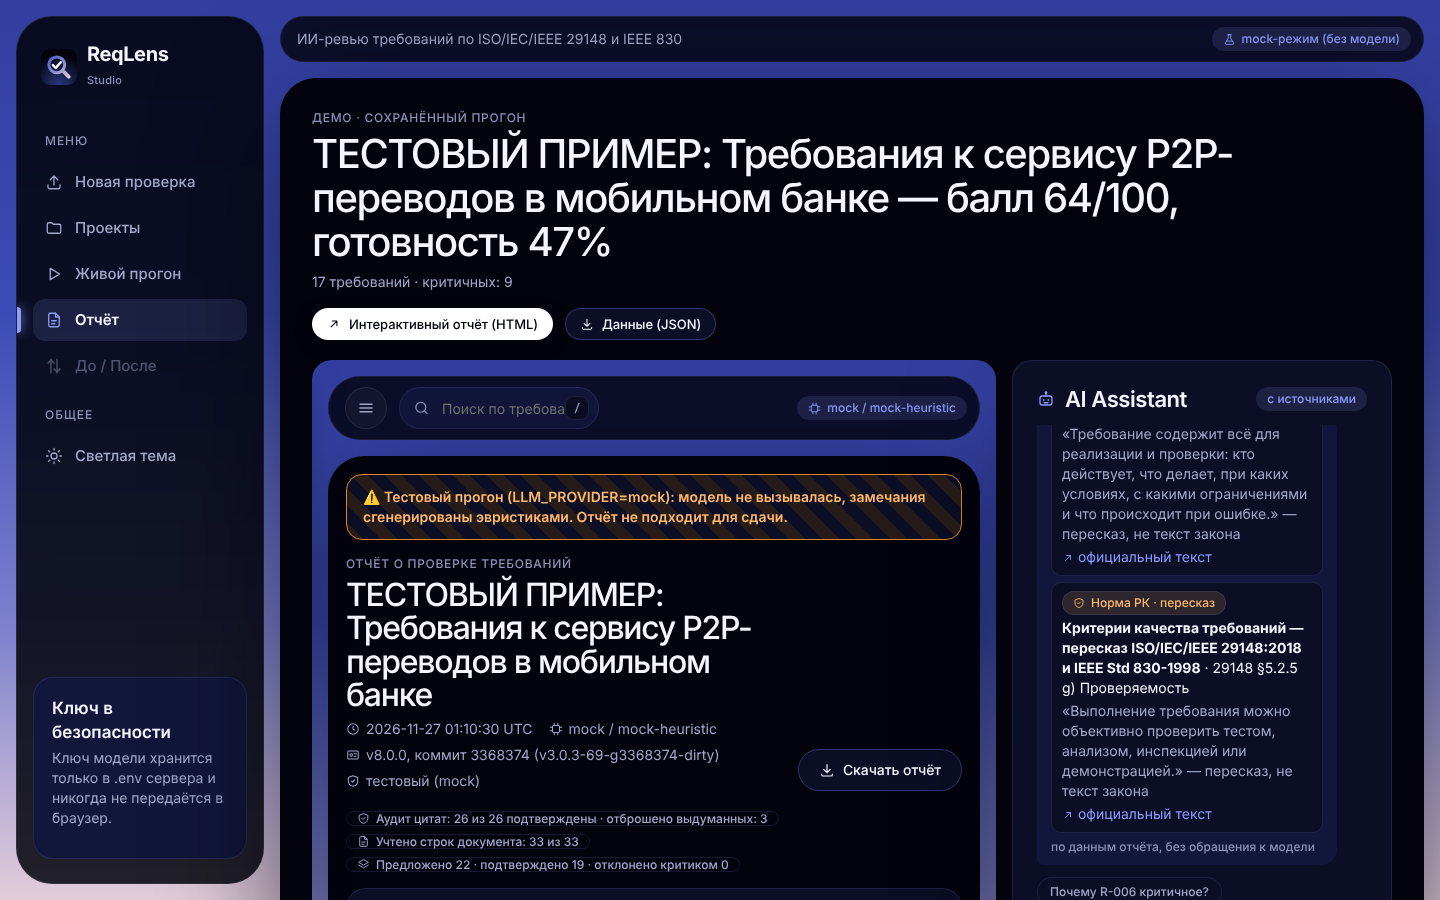 ReqLens
Studio
МЕНЮ
Новая проверка
Проекты
Живой прогон
Отчёт
До / После
ОБЩЕЕ
Светлая тема
Ключ в
безопасности
Ключ модели хранится
только в .env сервера и
никогда не передаётся в
браузер.
ИИ-ревью требований по ISO/IEC/IEEE 29148 и IEEE 830
mock-режим (без модели)
ДЕМО · СОХРАНЁННЫЙ ПРОГОН
ТЕСТОВЫЙ ПРИМЕР: Требования к сервису P2P-
переводов в мобильном банке — балл 64/100,
готовность 47%
17 требований · критичных: 9
Интерактивный отчёт (HTML)
Данные (JSON)
Поиск по требова
/
mock / mock-heuristic
⚠️ Тестовый прогон (LLM_PROVIDER=mock): модель не вызывалась, замечания
сгенерированы эвристиками. Отчёт не подходит для сдачи.
ОТЧЁТ О ПРОВЕРКЕ ТРЕБОВАНИЙ
ТЕСТОВЫЙ ПРИМЕР:
Требования к сервису P2P-
переводов в мобильном
банке
2026-11-27 01:10:30 UTC
mock / mock-heuristic
v8.0.0, коммит 3368374 (v3.0.3-69-g3368374-dirty)
тестовый (mock)
Скачать отчёт
Аудит цитат: 26 из 26 подтверждены · отброшено выдуманных: 3
Учтено строк документа: 33 из 33
Предложено 22 · подтверждено 19 · отклонено критиком 0
AI Assistant
с источниками
«Требование содержит всё для
реализации и проверки: кто
действует, что делает, при каких
условиях, с какими ограничениями
и что происходит при ошибке.» —
пересказ, не текст закона
официальный текст
Норма РК · пересказ
Критерии качества требований —
пересказ ISO/IEC/IEEE 29148:2018
и IEEE Std 830-1998 · 29148 §5.2.5
g) Проверяемость
«Выполнение требования можно
объективно проверить тестом,
анализом, инспекцией или
демонстрацией.» — пересказ, не
текст закона
официальный текст
по данным отчёта, без обращения к модели
Почему R-006 критичное?